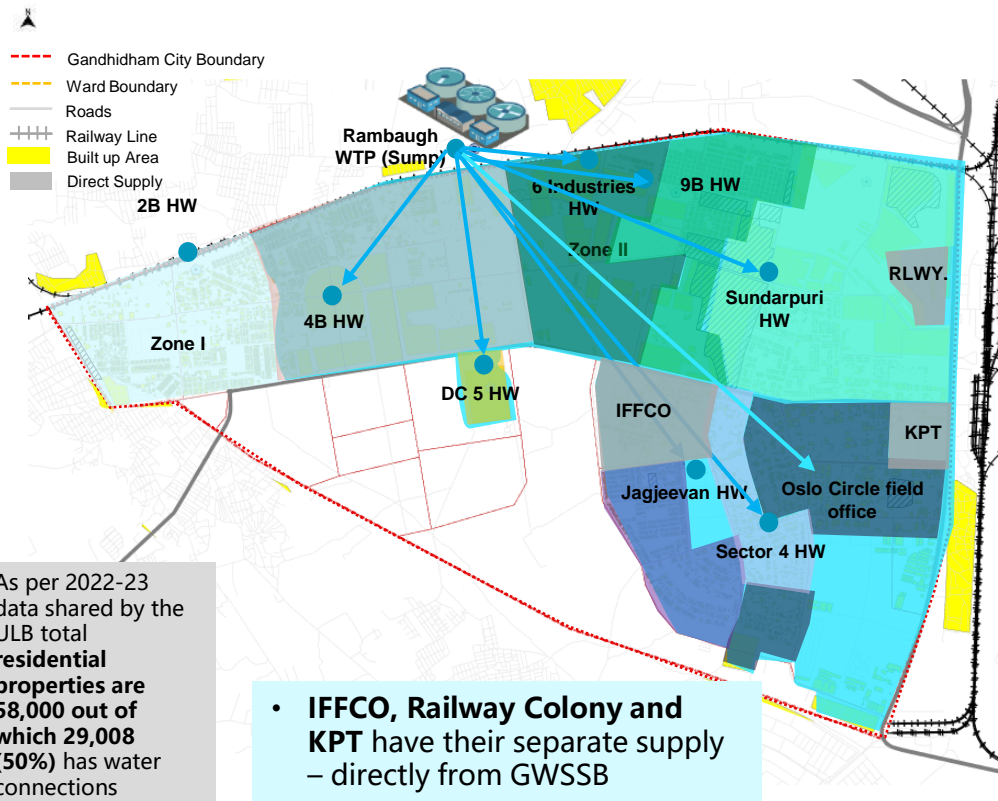 N
Gandhidham City Boundary
Ward Boundary
Roads
Railway Line
Built up Area
Direct Supply
Rambaugh
WTP (Sump)
2B HW
6 Industries
HW
9B HW
Zone II
RLWY.
Sundarpuri
HW
4B HW
Zone I
DC 5 HW
IFFCO
KPT
Jagjeevan HW
Oslo Circle field
office
Sector 4 HW
As per 2022-23
data shared by the
ULB total
residential
properties are
58,000 out of
which 29,008
(50%) has water
connections
• IFFCO, Railway Colony and
KPT have their separate supply
– directly from GWSSB